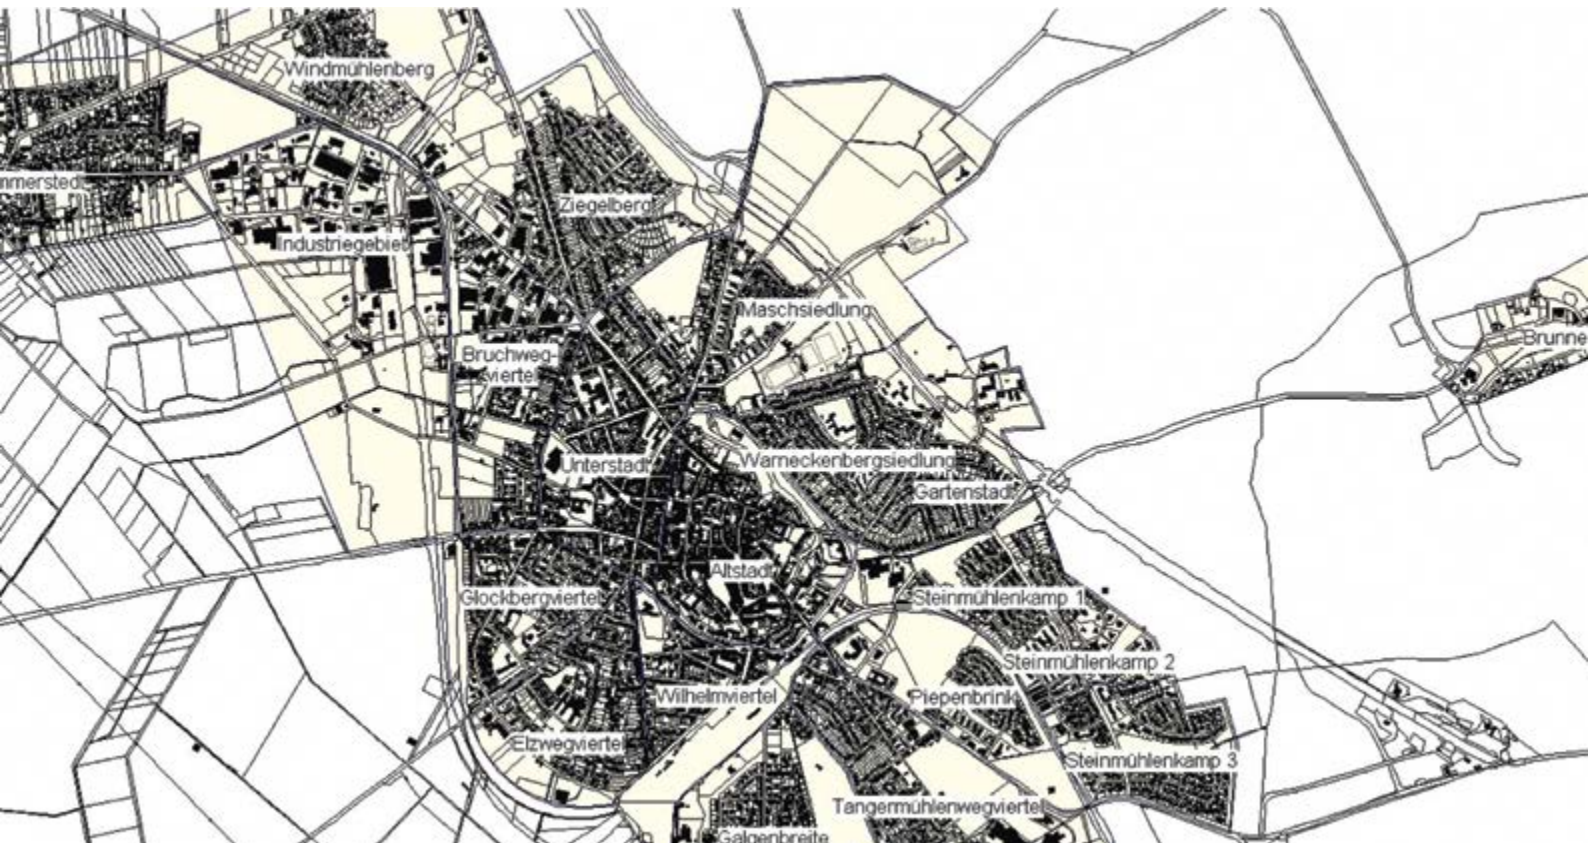 Windmühlenberg
mmerstedt
Ziegelberg
Industriegebiet
Maschsiedlung
Brunne
Bruchweg-
viertel
Unterstadt
Warneckenbergsiedlung
Gartenstadt
Altstadt
Glockbergviertel
Steinmühlenkamp 1
Steinmühlenkamp 2
Wilhelmviertel
Piepenbrink
Elzwegviertel
Steinmühlenkamp 3
Tangermühlenwegviertel
Galgenbreite